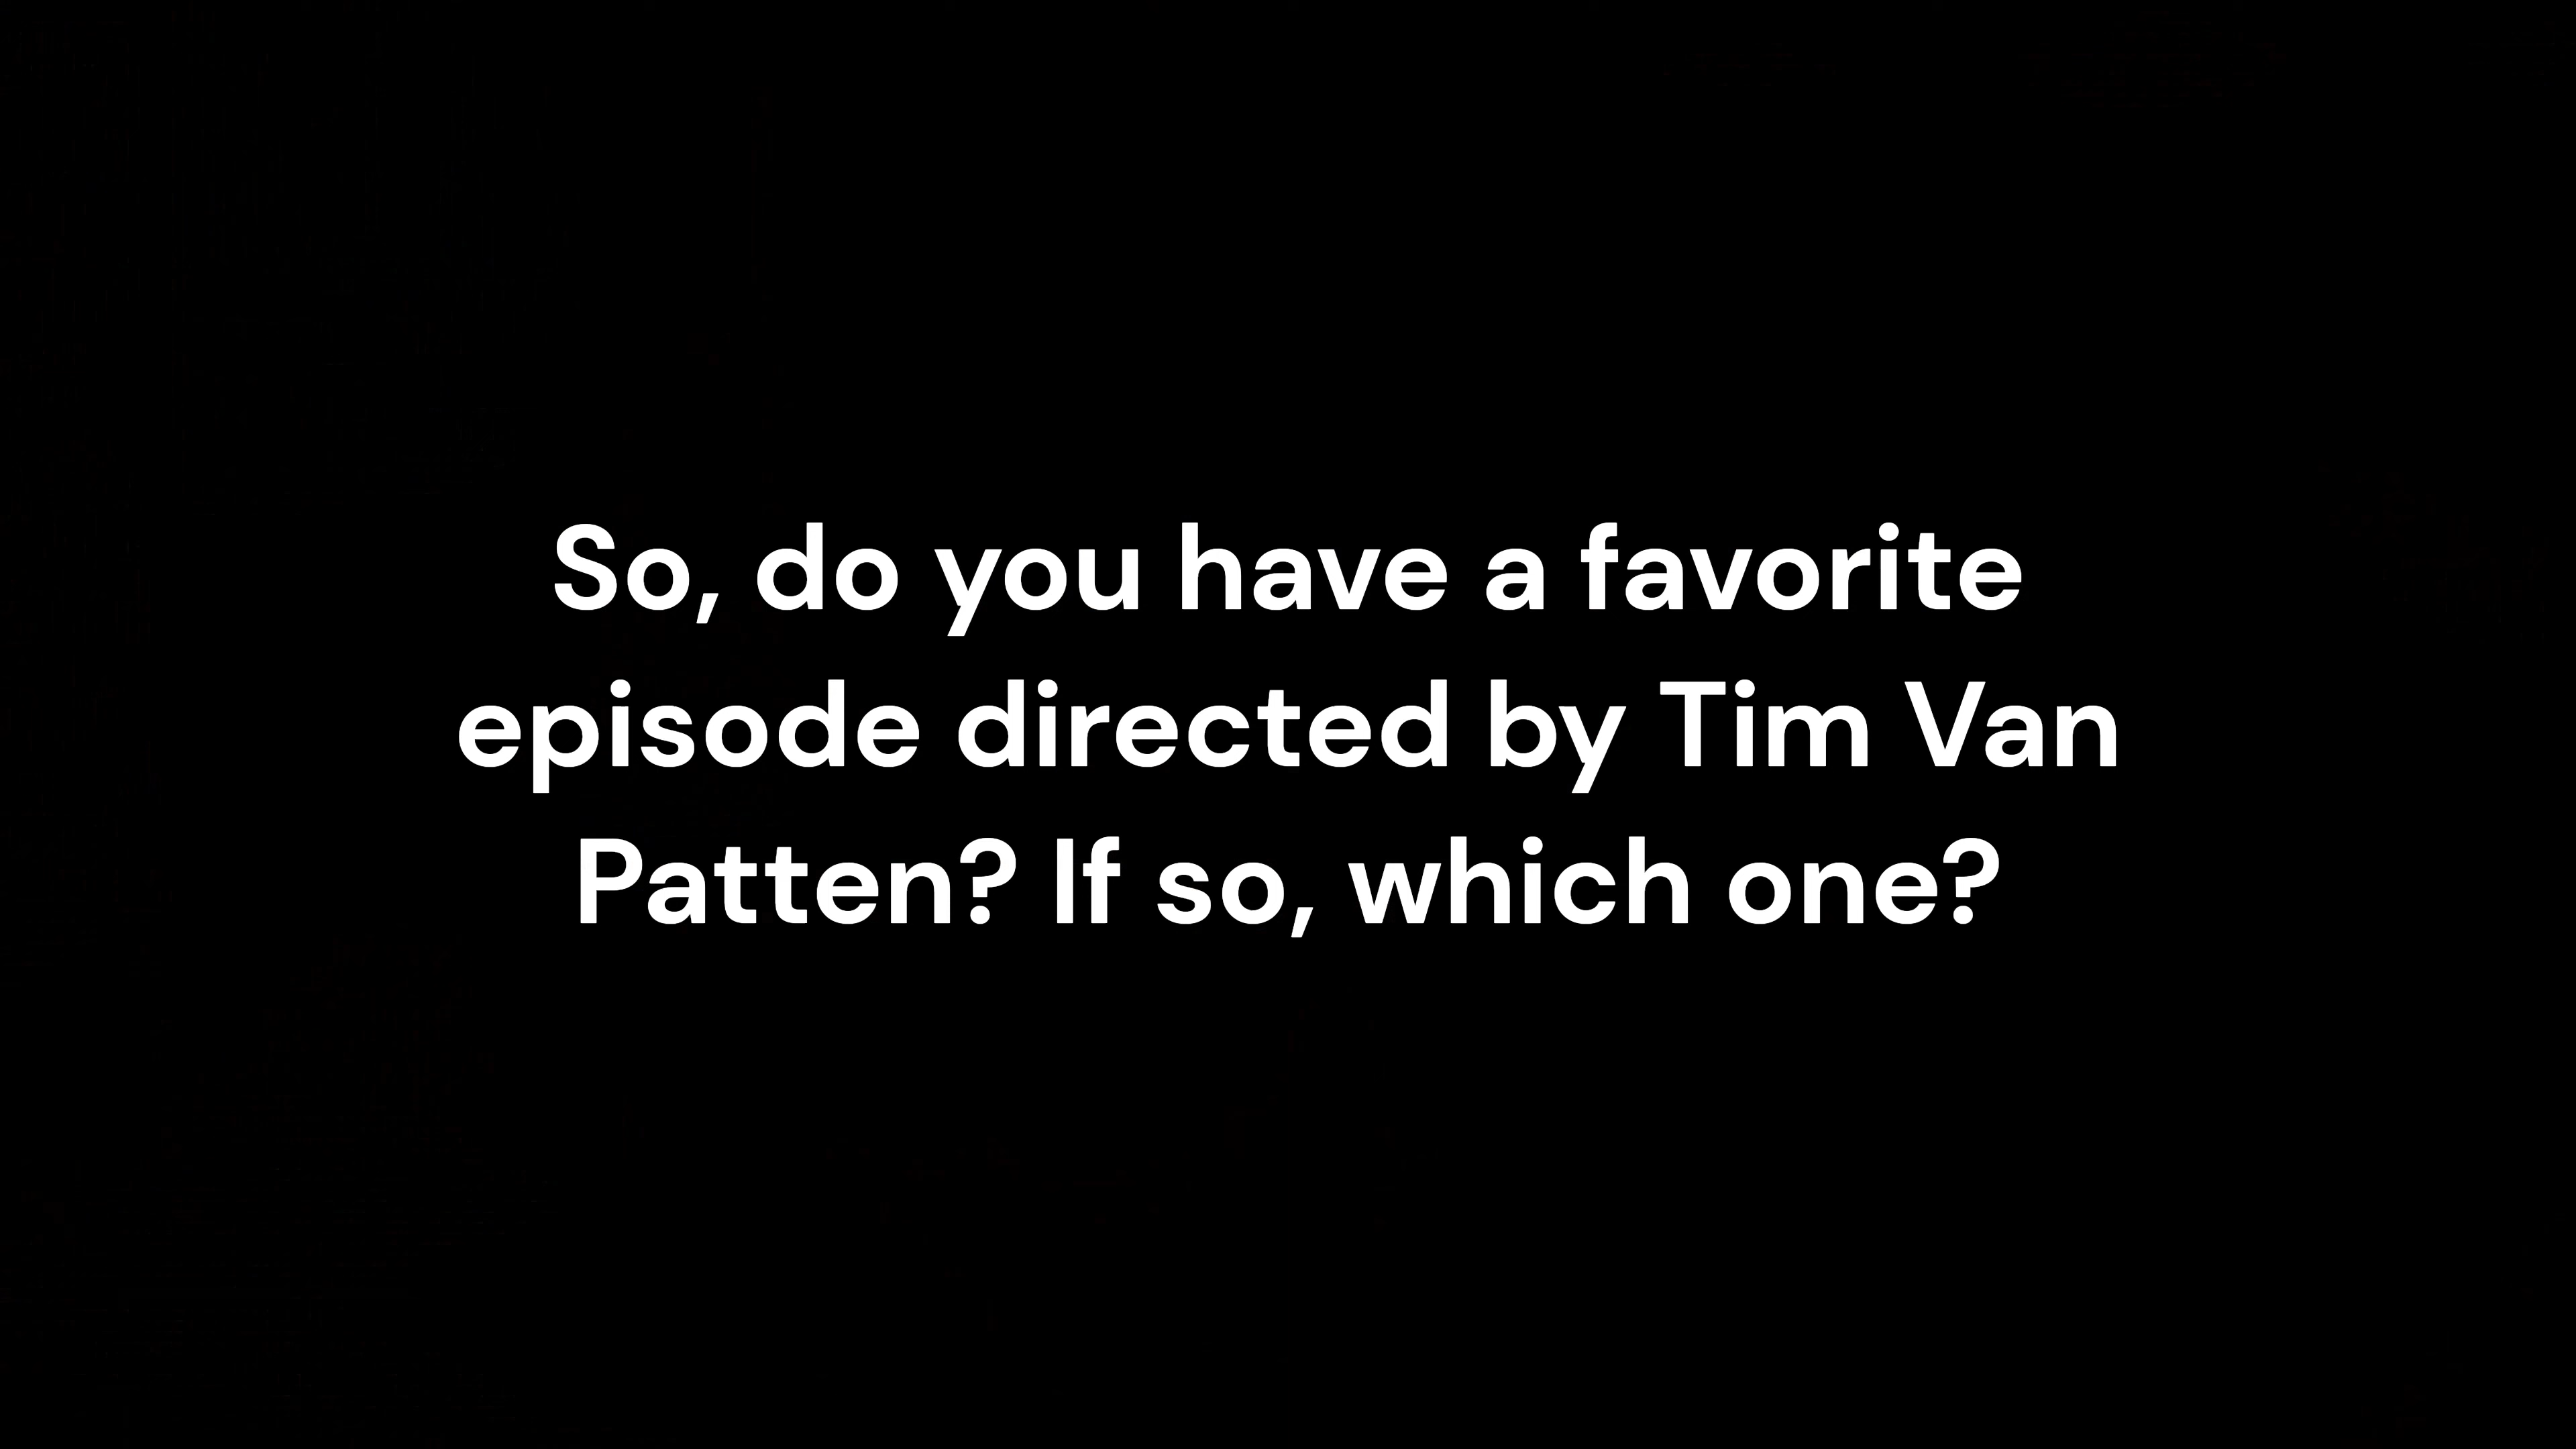 So, do you have a favorite
episode directed by Tim Van
Patten? If so, which one?